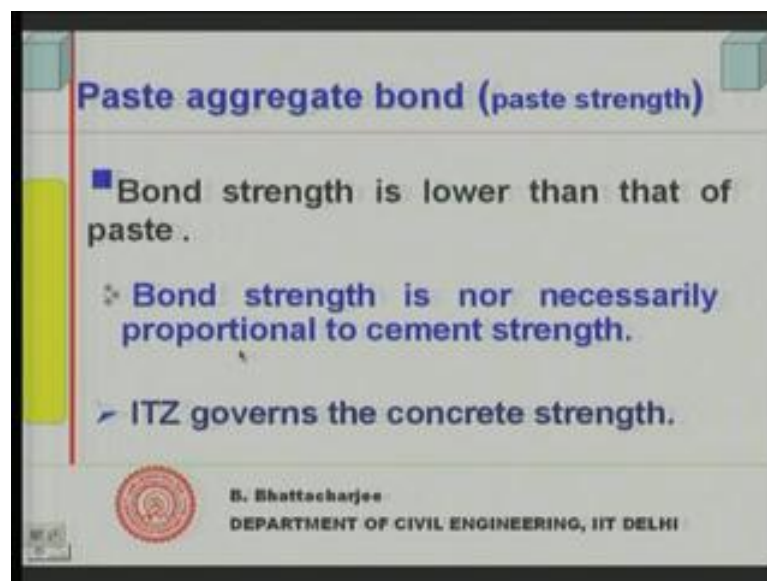 Paste aggregate bond (paste strength)
Bond strength is lower than that of
paste .
Bond strength is nor necessarily
proportional to cement strength.
ITZ governs the concrete strength.
B. Bhattacharjee
DEPARTMENT OF CIVIL ENGINEERING, IIT DELHI